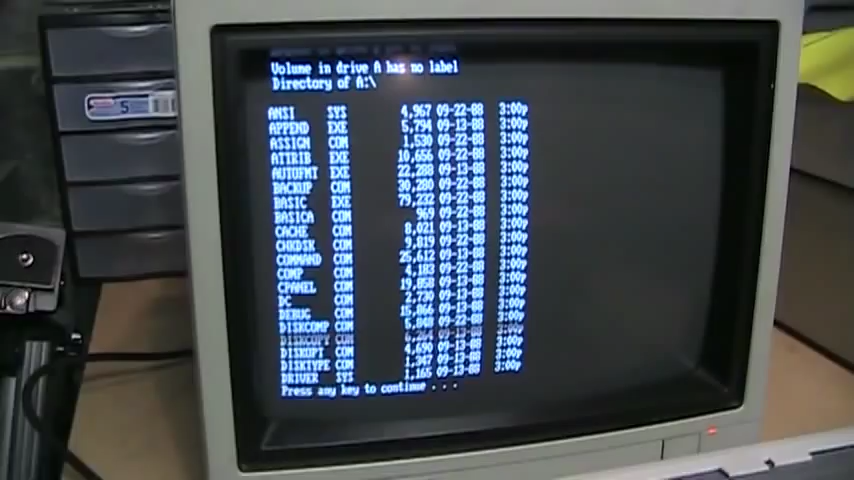 Volume in drive A has no label
Directory of A:\
ANSI SYS 4,967 09-22-88 3:00p
APPEND EXE 5,794 09-13-88 3:00p
ASSIGN COM 1,530 09-22-88 3:00p
ATTRIB EXE 10,656 09-22-88 3:00p
AUTOFMT EXE 22,288 09-13-88 3:00p
BACKUP COM 30,280 09-13-88 3:00p
BASIC EXE 79,232 09-13-88 3:00p
BASICA COM 969 09-22-88 3:00p
CACHE COM 8,021 09-13-88 3:00p
CHKDSK COM 9,819 09-13-88 3:00p
COMMAND COM 25,612 09-22-88 3:00p
COMP COM 4,183 09-22-88 3:00p
CPANEL COM 19,858 09-13-88 3:00p
DC COM 2,730 09-13-88 3:00p
DEBUG COM 15,866 09-13-88 3:00p
DISKCOMP COM 5,848 09-22-88 3:00p
DISKCOPY COM 3:00p
DISKOPT COM 4,690 09-13-88 3:00p
DISKTYPE COM 1,347 09-13-88 3:00p
DRIVER SYS 1,165 09-13-88 3:00p
Press any key to continue . . .
5